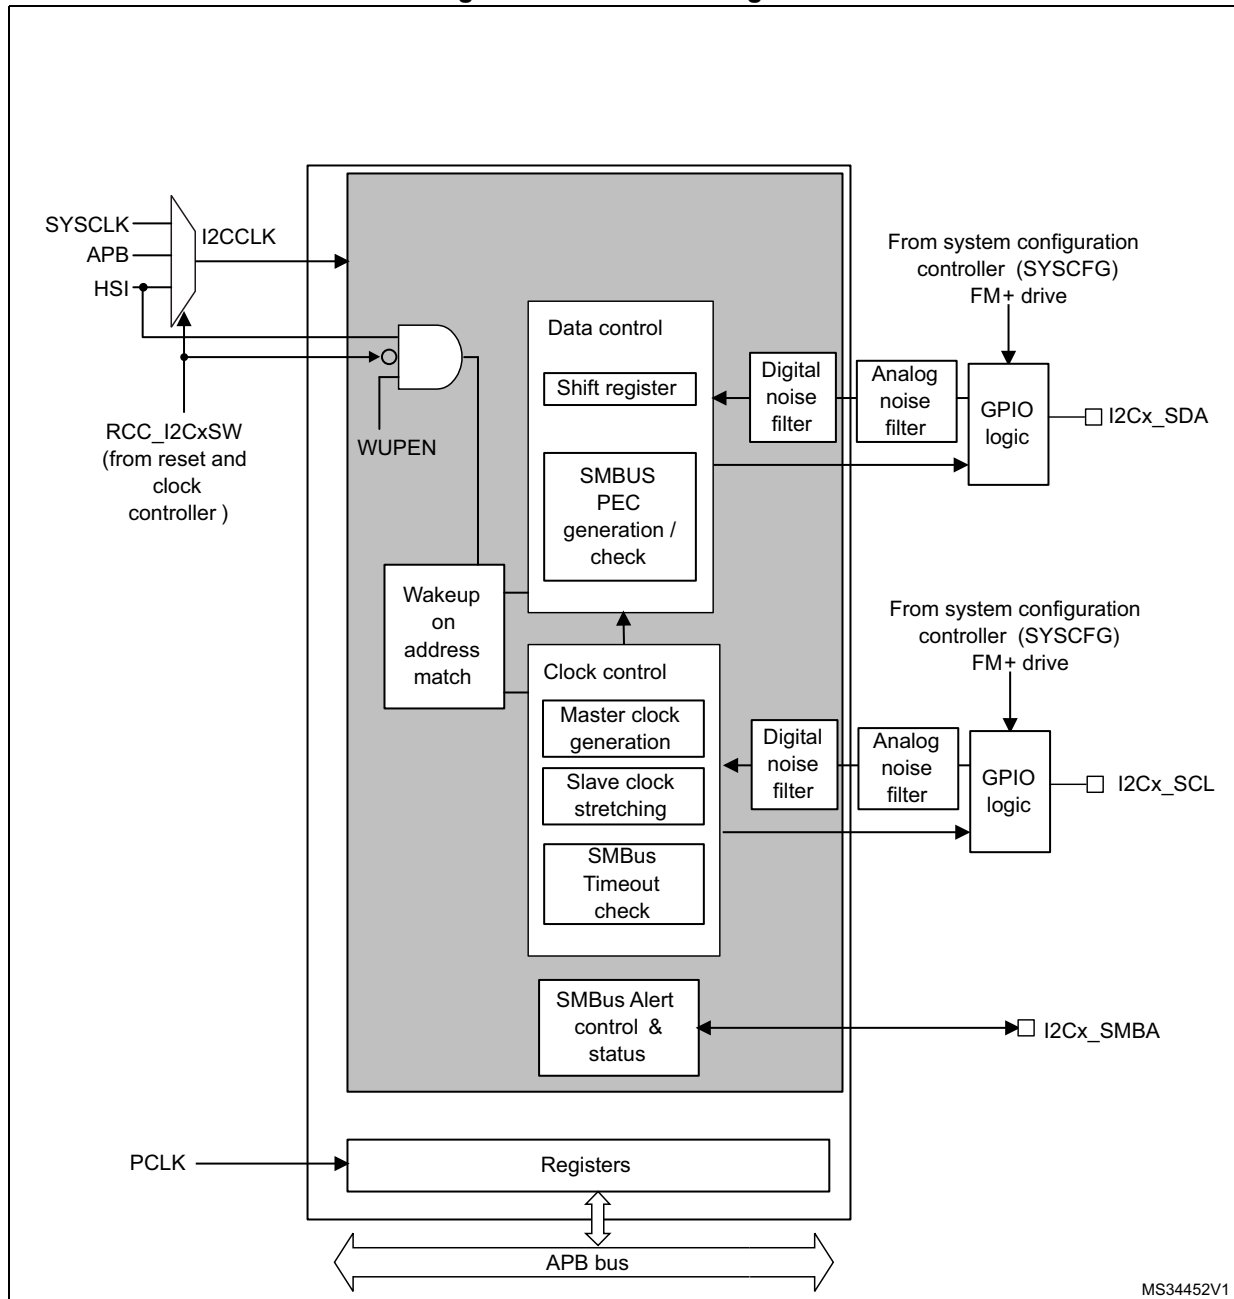 SYSCLK
APB
HSI
I2CCLK
RCC_I2CxSW
(from reset and
clock
controller )
WUPEN
Data control
Shift register
SMBUS
PEC
generation /
check
Wakeup
on
address
match
Clock control
Master clock
generation
Slave clock
stretching
SMBus
Timeout
check
SMBus Alert
control &
status
From system configuration
controller (SYSCFG)
FM+ drive
Digital
noise
filter
Analog
noise
filter
GPIO
logic
I2Cx_SDA
From system configuration
controller (SYSCFG)
FM+ drive
Digital
noise
filter
Analog
noise
filter
GPIO
logic
I2Cx_SCL
I2Cx_SMBA
PCLK
Registers
APB bus
MS34452V1